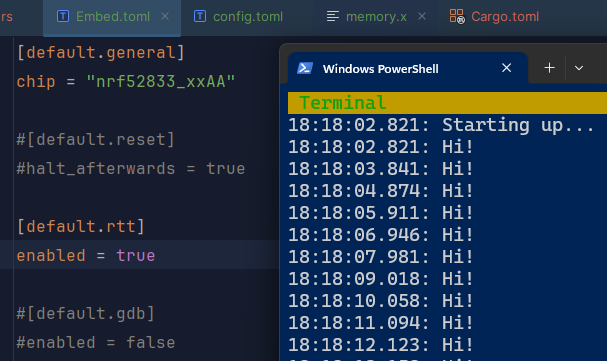 rs
Embed.toml
config.toml
memory.x
Cargo.toml
[default.general]
chip = "nrf52833_xxAA"
#[default.reset]
#halt_afterwards = true
[default.rtt]
enabled = true
#[default.gdb]
#enabled = false
Windows PowerShell
Terminal
18:18:02.821: Starting up...
18:18:02.821: Hi!
18:18:03.841: Hi!
18:18:04.874: Hi!
18:18:05.911: Hi!
18:18:06.946: Hi!
18:18:07.981: Hi!
18:18:09.018: Hi!
18:18:10.058: Hi!
18:18:11.094: Hi!
18:18:12.123: Hi!